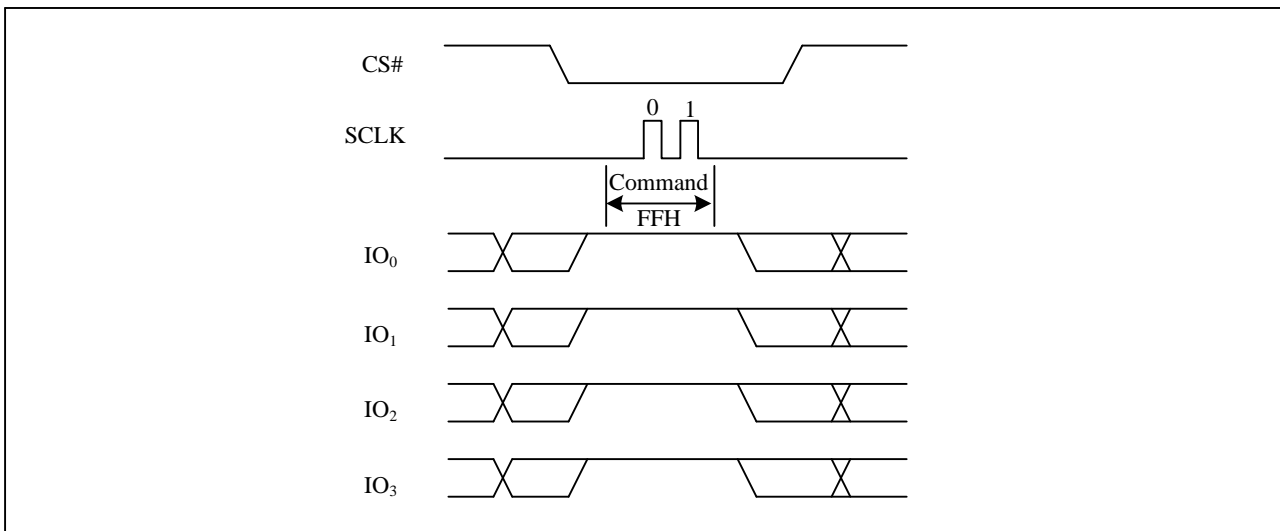 CS#
0 1
SCLK
Command
FFH
IO0
IO1
IO2
IO3